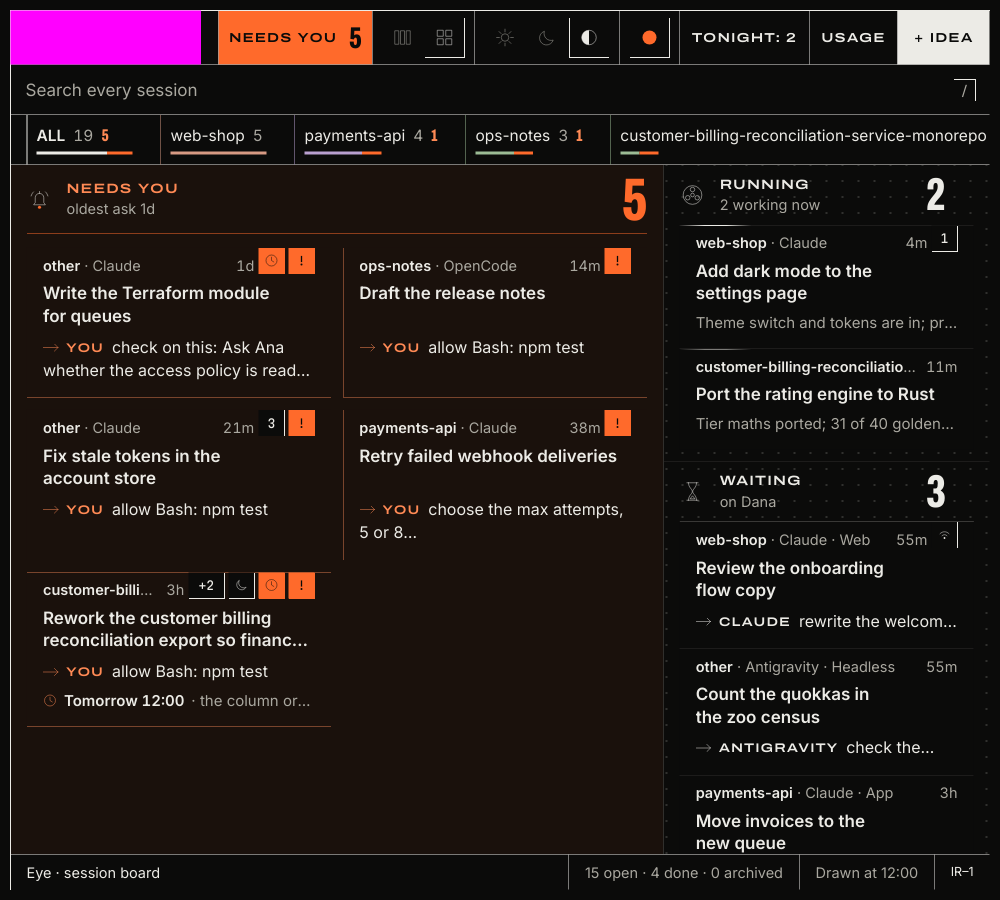 NEEDS YOU 5
TONIGHT: 2
USAGE
+ IDEA
Search every session
/
ALL 19 5
web-shop 5
payments-api 4 1
ops-notes 3 1
customer-billing-reconciliation-service-monorepo
NEEDS YOU
oldest ask 1d
5
other · Claude 1d !
Write the Terraform module
for queues
→ YOU check on this: Ask Ana
whether the access policy is read…
ops-notes · OpenCode 14m !
Draft the release notes
→ YOU allow Bash: npm test
other · Claude 21m 3 !
Fix stale tokens in the
account store
→ YOU allow Bash: npm test
payments-api · Claude 38m !
Retry failed webhook deliveries
→ YOU choose the max attempts,
5 or 8…
customer-billi… 3h +2 !
Rework the customer billing
reconciliation export so financ…
→ YOU allow Bash: npm test
Tomorrow 12:00 · the column or…
RUNNING
2 working now
2
web-shop · Claude 4m 1
Add dark mode to the
settings page
Theme switch and tokens are in; pr…
customer-billing-reconciliatio… 11m
Port the rating engine to Rust
Tier maths ported; 31 of 40 golden…
WAITING
on Dana
3
web-shop · Claude · Web 55m
Review the onboarding
flow copy
→ CLAUDE rewrite the welcom…
other · Antigravity · Headless 55m
Count the quokkas in
the zoo census
→ ANTIGRAVITY check the…
payments-api · Claude · App 3h
Move invoices to the
new queue
Eye · session board
15 open · 4 done · 0 archived
Drawn at 12:00
IR–1